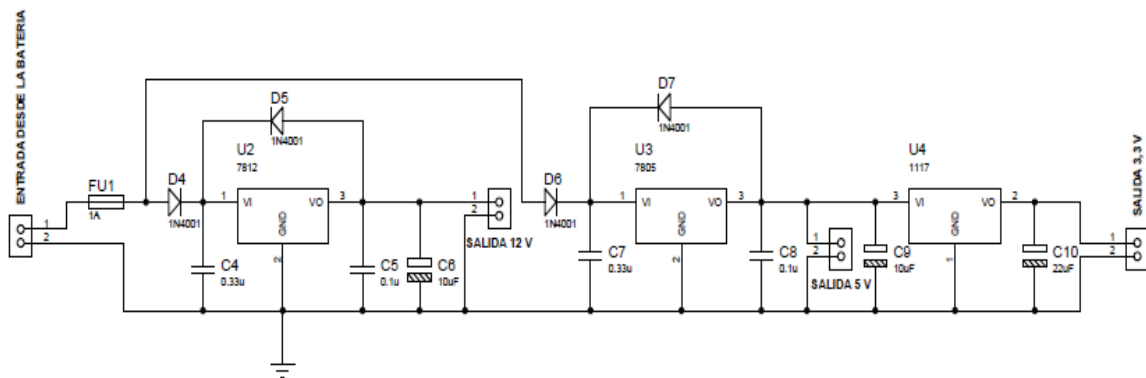 ENTRADA DESDE LA BATERIA
1
2
FU1
1A
D4
1N4001
D5
1N4001
U2
7812
1
VI
VO
3
GND
2
C4
0.33u
C5
0.1u
C6
10uF
1
2
SALIDA 12 V
D6
1N4001
D7
1N4001
U3
7805
1
VI
VO
3
GND
2
C7
0.33u
C8
0.1u
1
2
SALIDA 5 V
C9
10uF
U4
1117
3
VI
VO
2
GND
1
C10
22uF
1
2
SALIDA 3,3 V